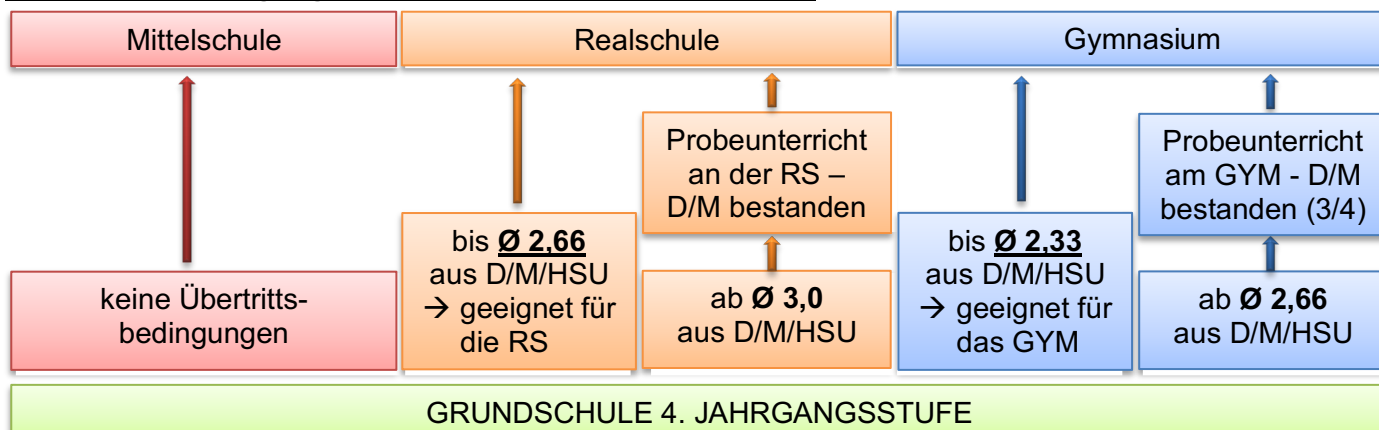 Mittelschule
Realschule
Gymnasium
Probeunterricht
an der RS –
D/M bestanden
Probeunterricht
am GYM - D/M
bestanden (3/4)
keine Übertritts-
bedingungen
bis Ø 2,66
aus D/M/HSU
→ geeignet für
die RS
ab Ø 3,0
aus D/M/HSU
bis Ø 2,33
aus D/M/HSU
→ geeignet für
das GYM
ab Ø 2,66
aus D/M/HSU
GRUNDSCHULE 4. JAHRGANGSSTUFE